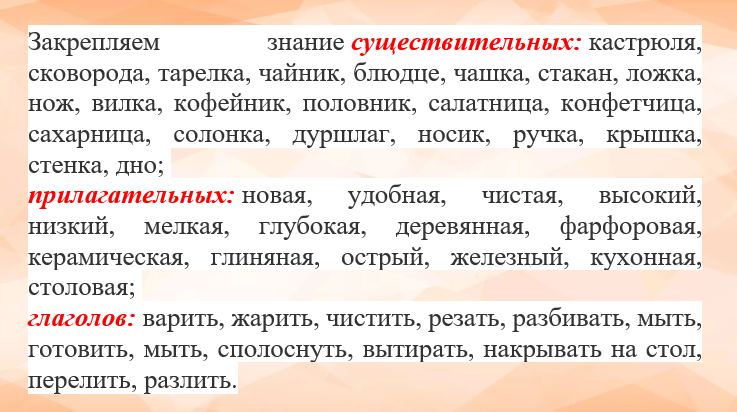 Закрепляем знание существительных: кастрюля,
сковорода, тарелка, чайник, блюдце, чашка, стакан, ложка,
нож, вилка, кофейник, половник, салатница, конфетчица,
сахарница, солонка, дуршлаг, носик, ручка, крышка,
стенка, дно;
прилагательных: новая, удобная, чистая, высокий,
низкий, мелкая, глубокая, деревянная, фарфоровая,
керамическая, глиняная, острый, железный, кухонная,
столовая;
глаголов: варить, жарить, чистить, резать, разбивать, мыть,
готовить, мыть, сполоснуть, вытирать, накрывать на стол,
перелить, разлить.